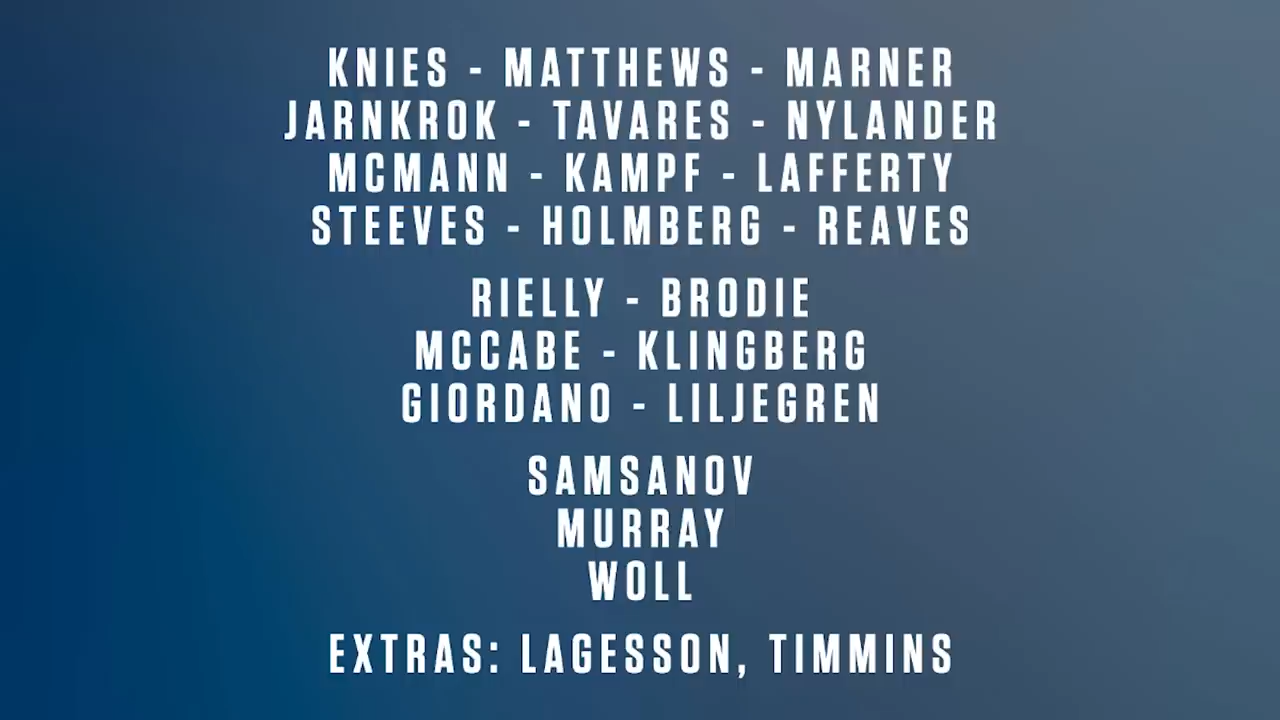 KNIES - MATTHEWS - MARNER
JARNKROK - TAVARES - NYLANDER
MCMANN - KAMPF - LAFFERTY
STEEVES - HOLMBERG - REAVES
RIELLY - BRODIE
MCCABE - KLINGBERG
GIORDANO - LILJEGREN
SAMSANOV
MURRAY
WOLL
EXTRAS: LAGESSON, TIMMINS